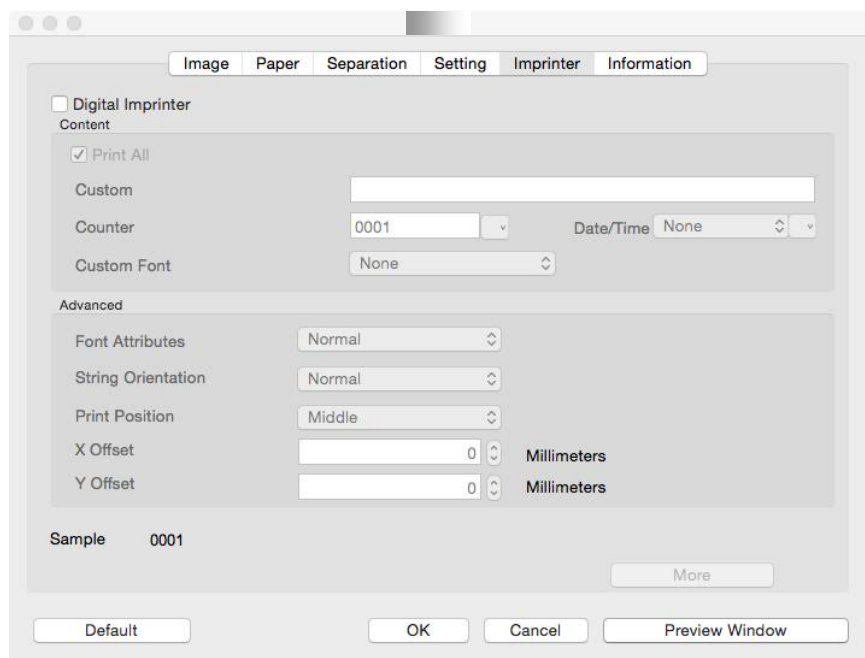 Image Paper Separation Setting Imprinter Information
Digital Imprinter
Content
Print All
Custom
Counter 0001 Date/Time None
Custom Font None
Advanced
Font Attributes Normal
String Orientation Normal
Print Position Middle
X Offset 0 Millimeters
Y Offset 0 Millimeters
Sample 0001
More
Default OK Cancel Preview Window